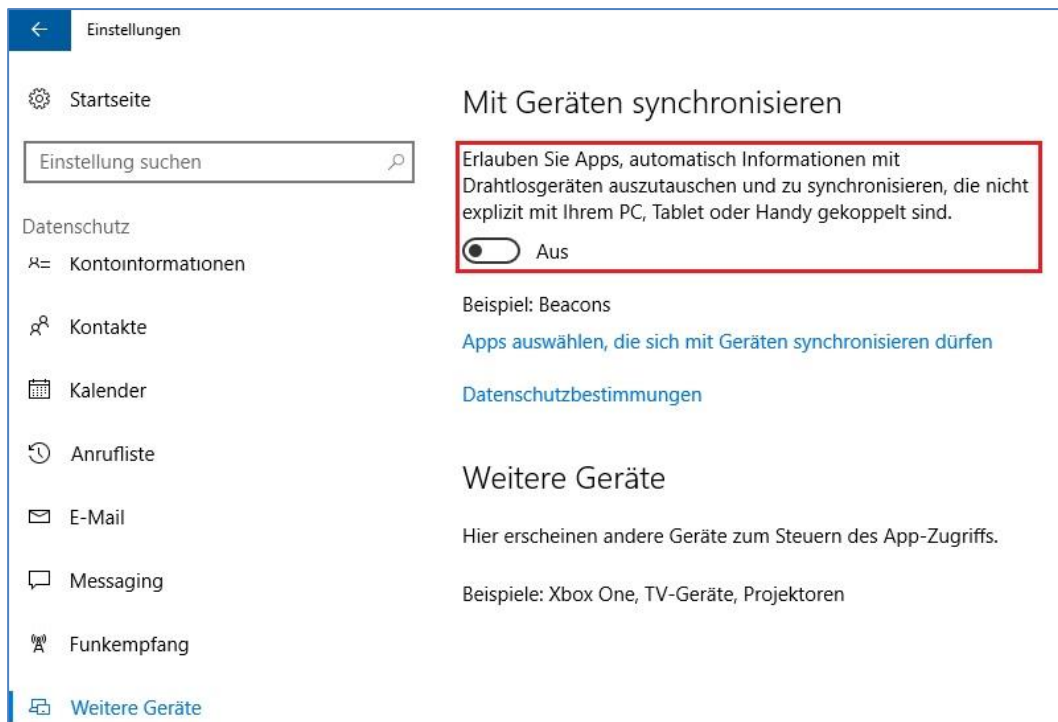 Einstellungen
Startseite
Einstellung suchen
Datenschutz
Kontoinformationen
Kontakte
Kalender
Anrufliste
E-Mail
Messaging
Funkempfang
Weitere Geräte
Mit Geräten synchronisieren
Erlauben Sie Apps, automatisch Informationen mit
Drahtlosgeräten auszutauschen und zu synchronisieren, die nicht
explizit mit Ihrem PC, Tablet oder Handy gekoppelt sind.
Aus
Beispiel: Beacons
Apps auswählen, die sich mit Geräten synchronisieren dürfen
Datenschutzbestimmungen
Weitere Geräte
Hier erscheinen andere Geräte zum Steuern des App-Zugriffs.
Beispiele: Xbox One, TV-Geräte, Projektoren